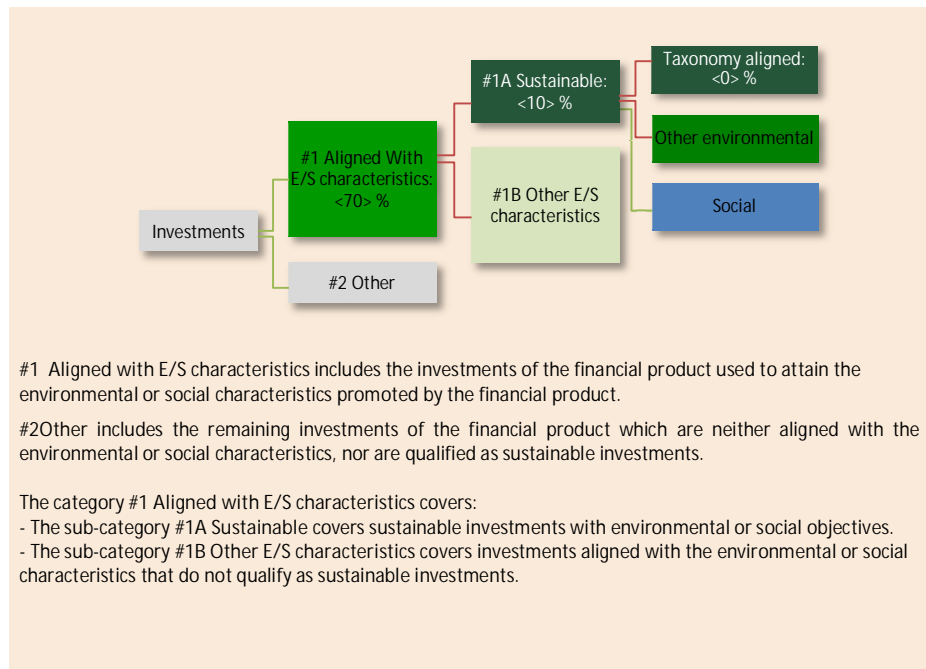 Taxonomy aligned:
<0> %
#1A Sustainable:
<10> %
Other environmental
#1 Aligned With
E/S characteristics:
<70> %
#1B Other E/S
characteristics
Social
Investments
#2 Other
#1  Aligned with E/S characteristics includes the investments of the financial product used to attain the
environmental or social characteristics promoted by the financial product.
#2Other includes the remaining investments of the financial product which are neither aligned with the
environmental or social characteristics, nor are qualified as sustainable investments.
The category #1 Aligned with E/S characteristics covers:
- The sub-category #1A Sustainable covers sustainable investments with environmental or social objectives.
- The sub-category #1B Other E/S characteristics covers investments aligned with the environmental or social
characteristics that do not qualify as sustainable investments.